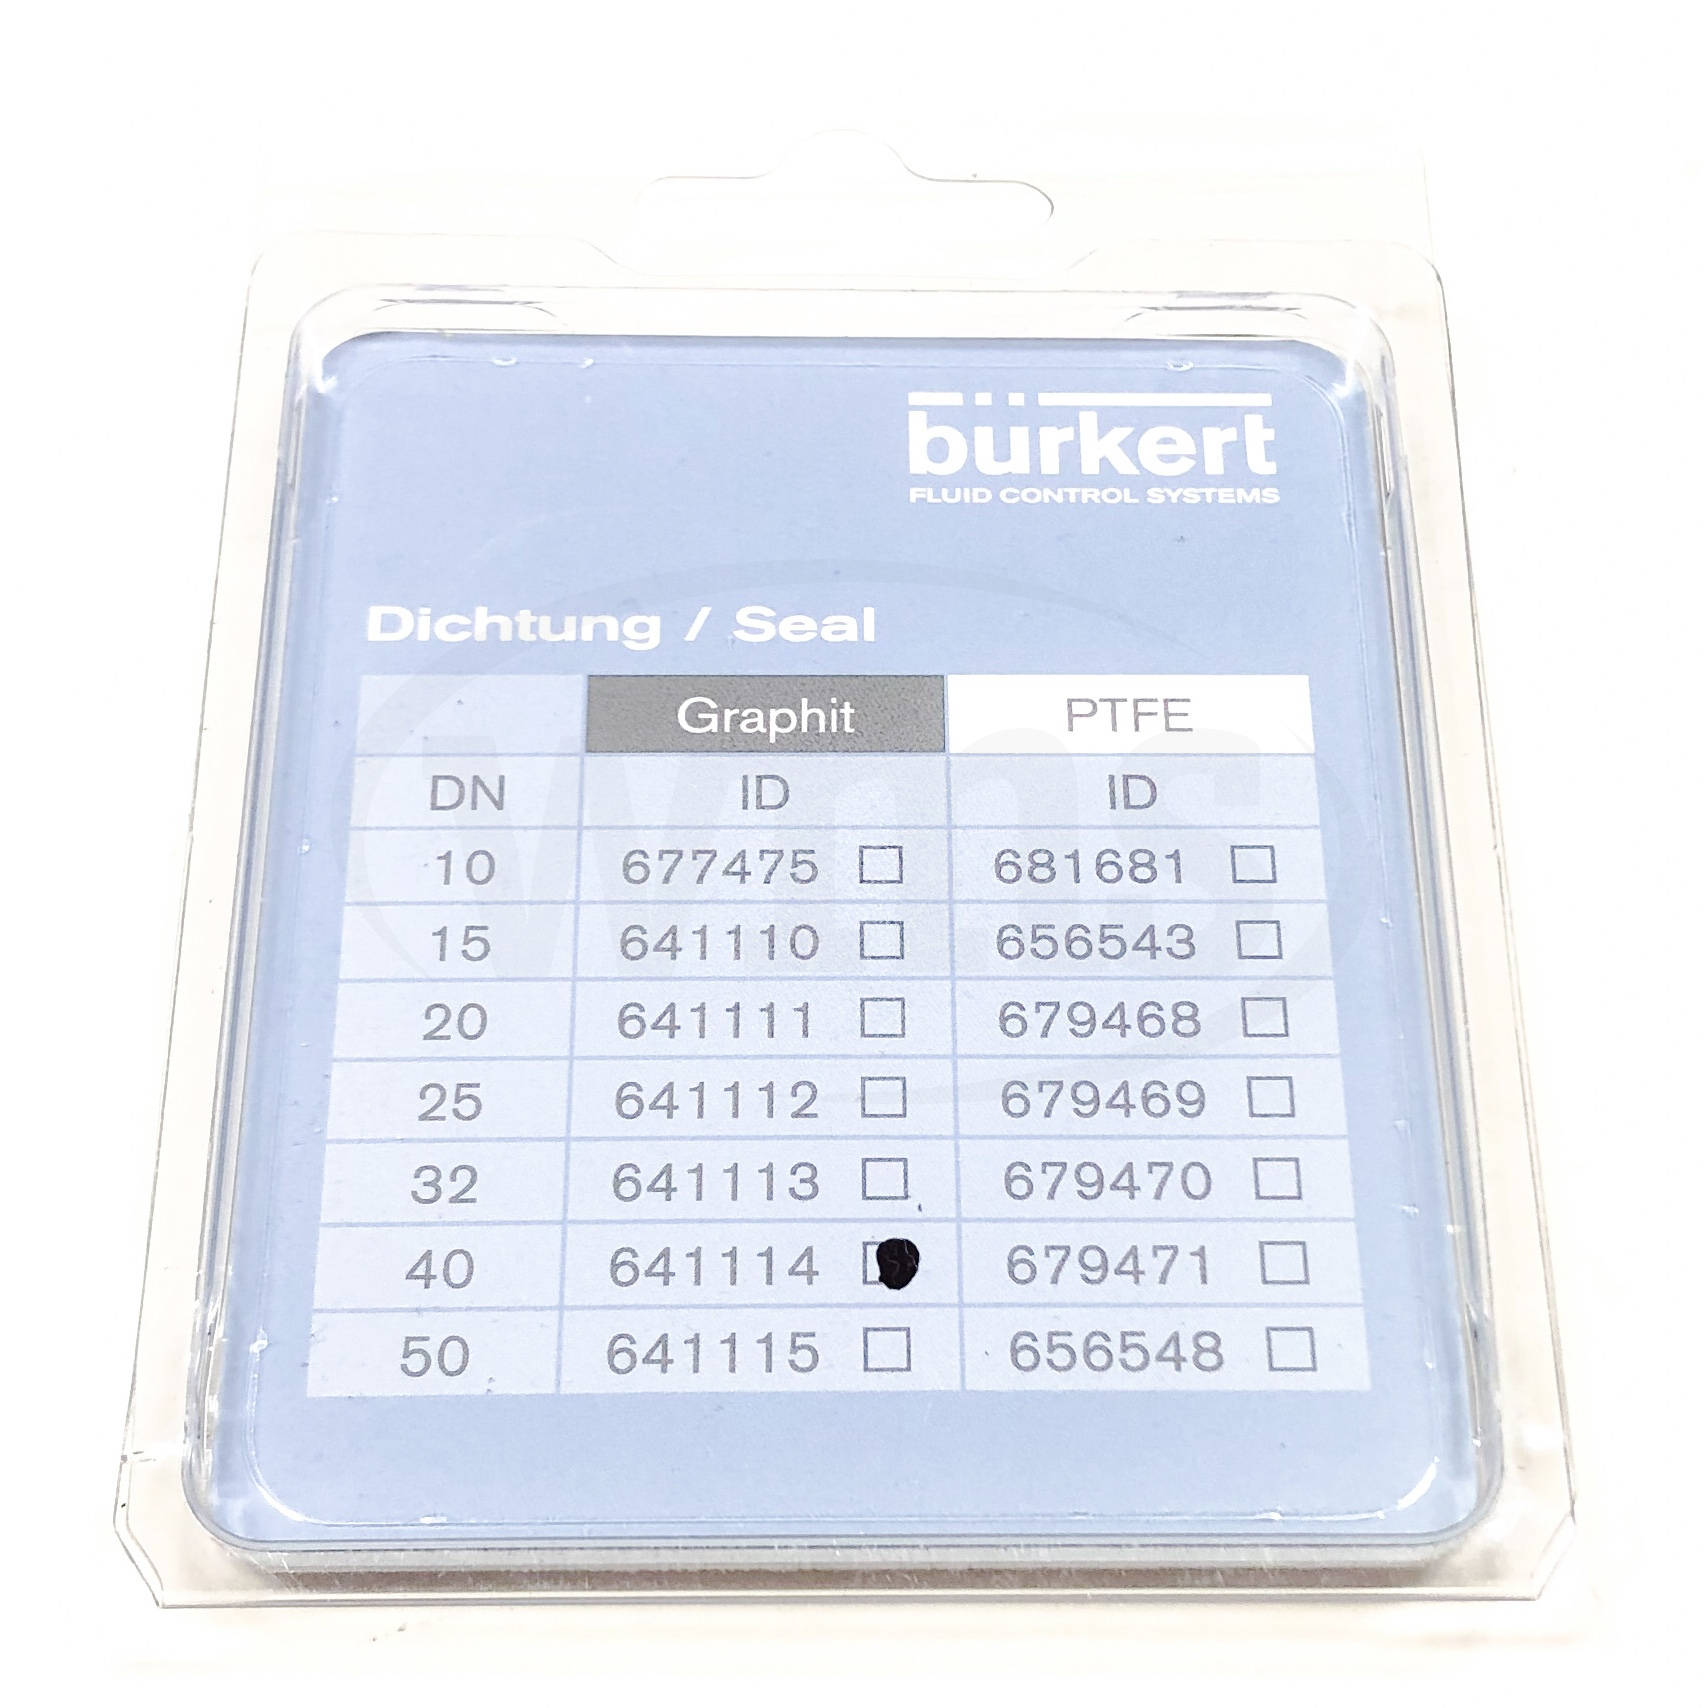 bürkert
FLUID CONTROL SYSTEMS
Dichtung / Seal
Graphit PTFE
DN ID ID
10 677475 ☐ 681681 ☐
15 641110 ☐ 656543 ☐
20 641111 ☐ 679468 ☐
25 641112 ☐ 679469 ☐
32 641113 ☐ 679470 ☐
40 641114 679471 ☐
50 641115 ☐ 656548 ☐
wms